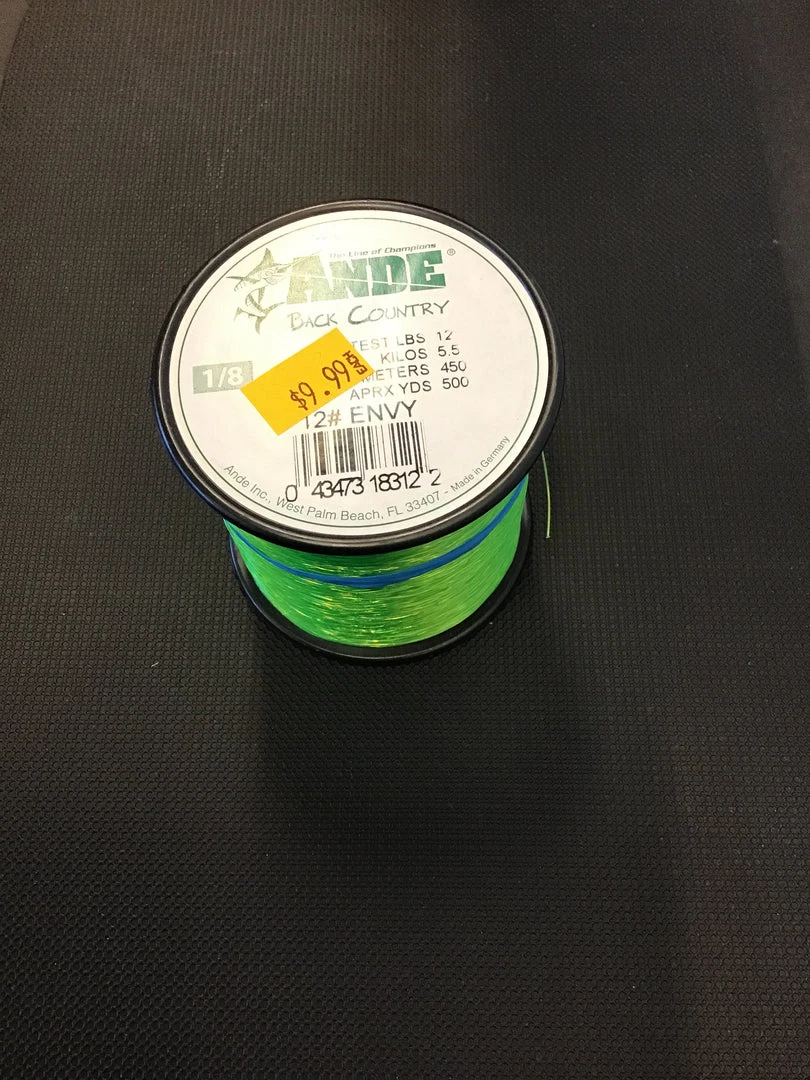 The Line of Champions
ANDE®
BACK COUNTRY
TEST LBS 12
KILOS 5.5
1/8
$9.99 EACH
METERS 450
APRX YDS 500
12# ENVY
0 43473 18312 2
Ande Inc., West Palm Beach, FL 33407 - Made in Germany